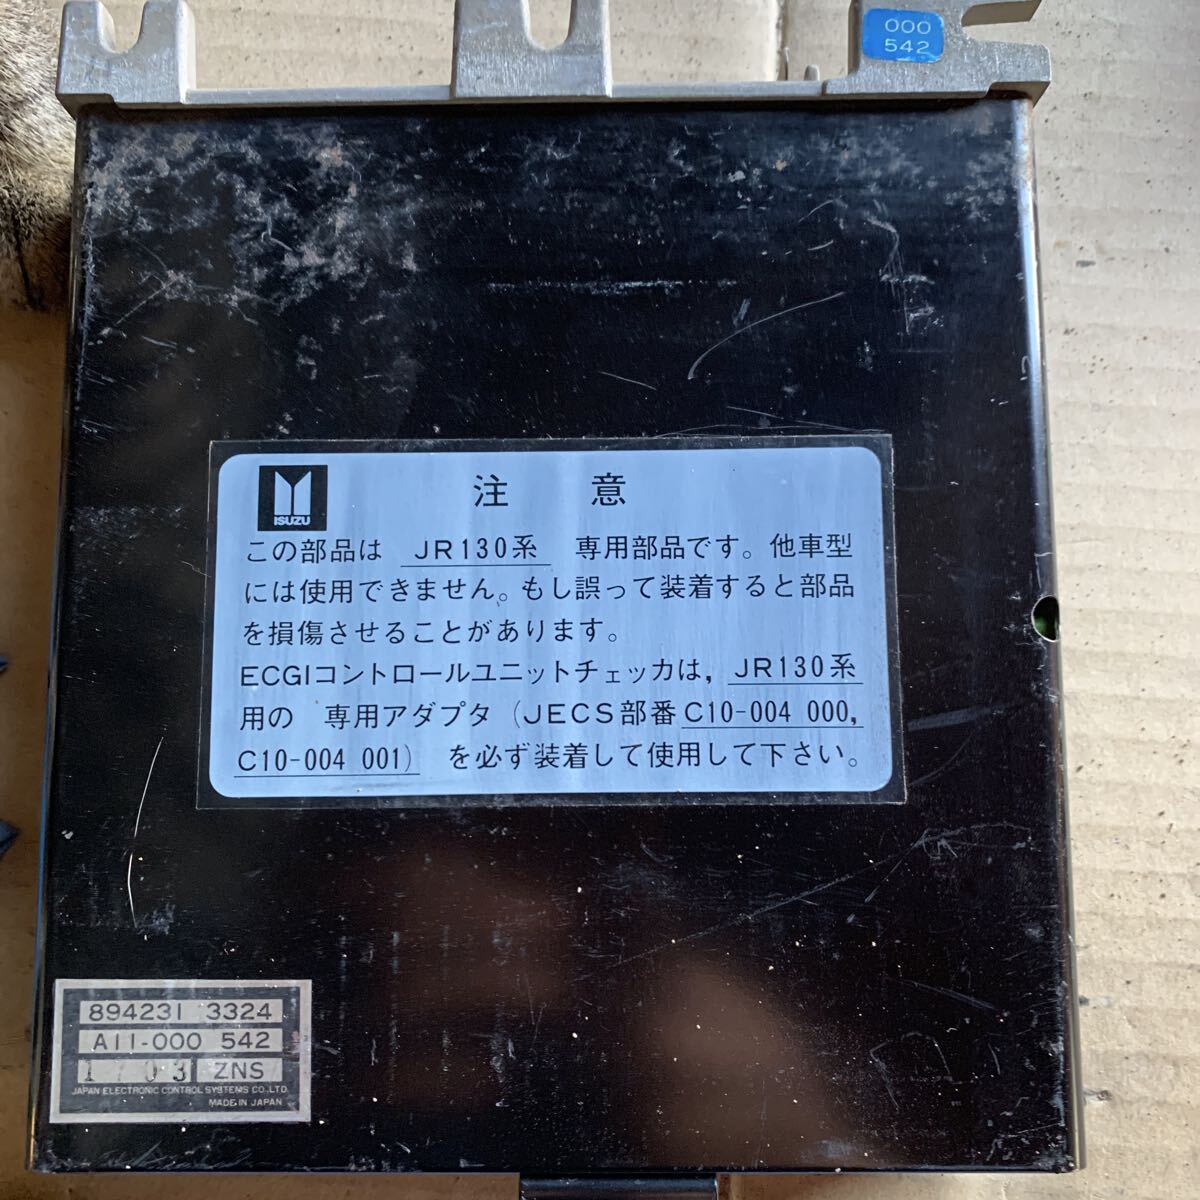 000
542
ISUZU
注意
この部品は JR130系 専用部品です。他車型
には使用できません。もし誤って装着すると部品
を損傷させることがあります。
ECGIコントロールユニットチェッカは，JR130系
用の 専用アダプタ (JECS部番 C10-004 000,
C10-004 001) を必ず装着して使用して下さい。
894231 3324
A11-000 542
1703 ZNS
JAPAN ELECTRONIC CONTROL SYSTEMS CO., LTD.
MADE IN JAPAN